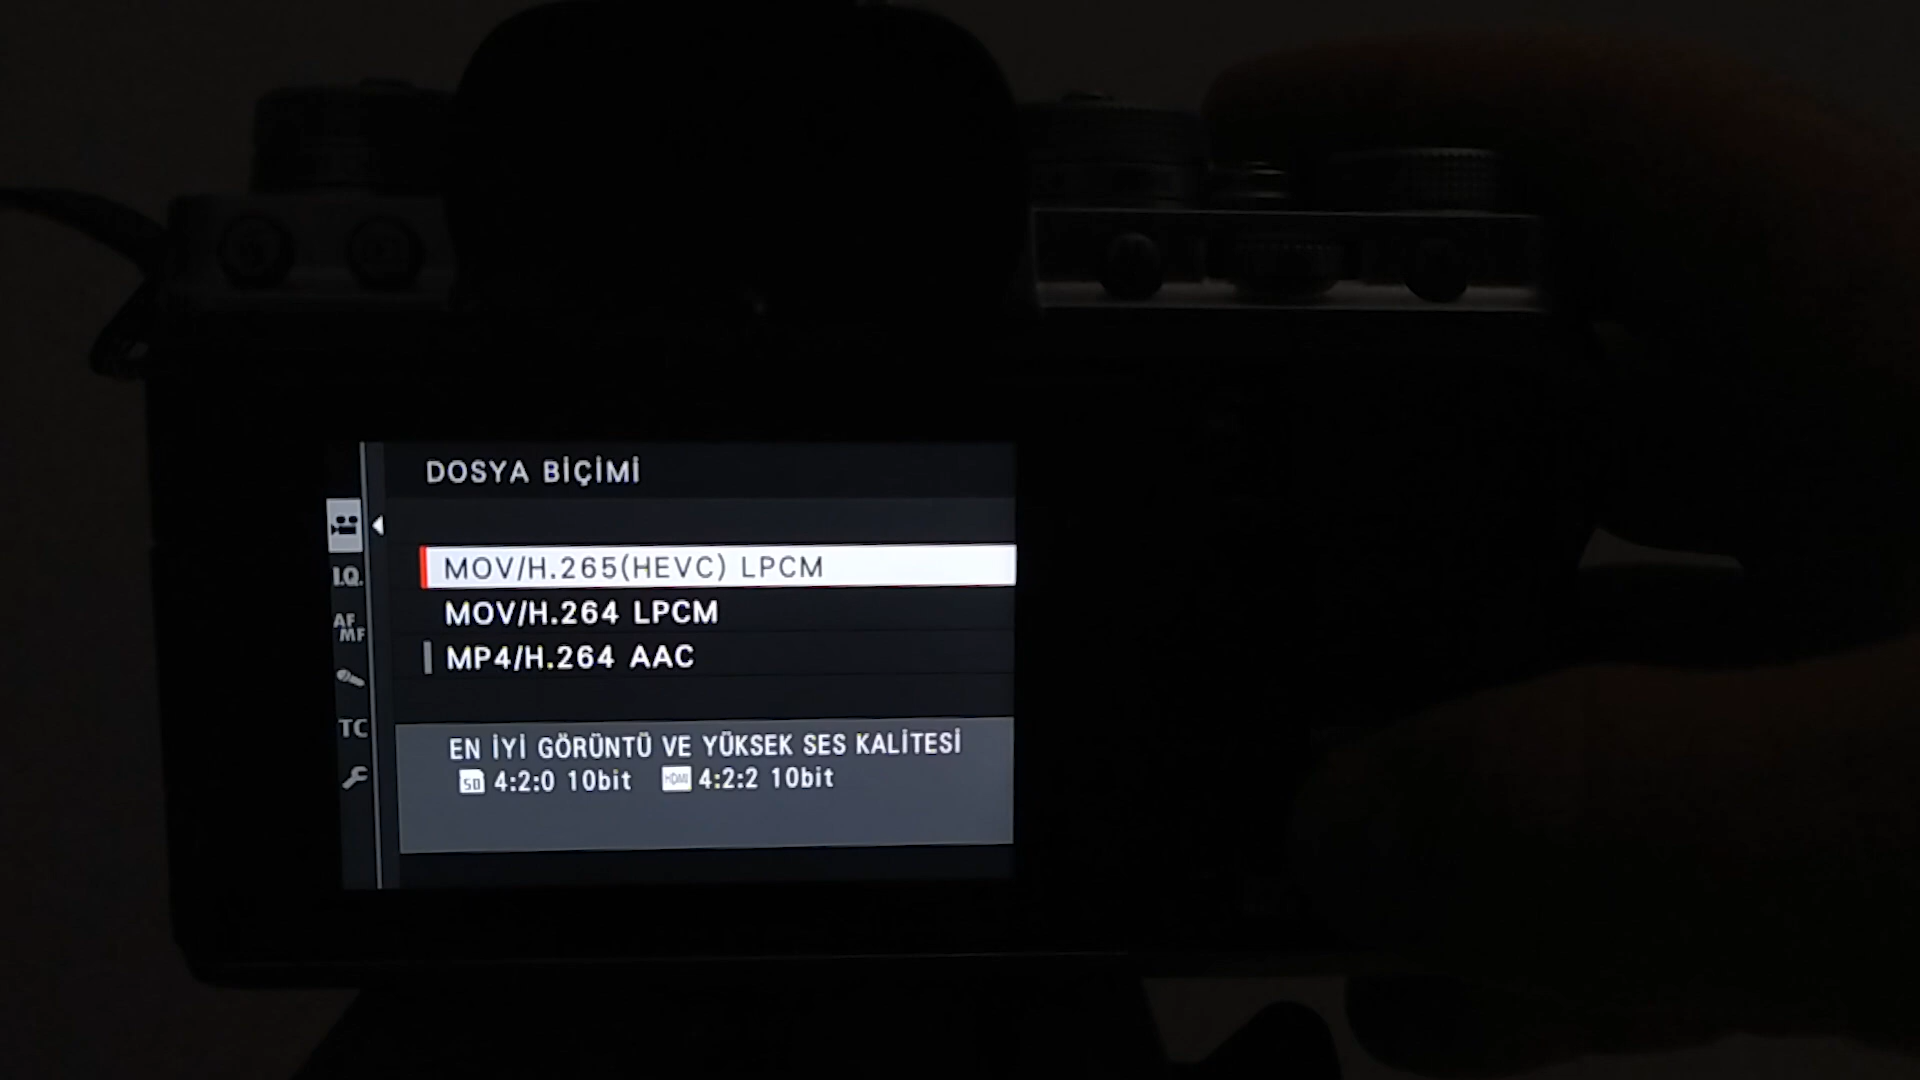 DOSYA BİÇİMİ
MOV/H.265(HEVC) LPCM
I.Q.
MOV/H.264 LPCM
AF
MF
MP4/H.264 AAC
TC
EN İYİ GÖRÜNTÜ VE YÜKSEK SES KALİTESİ
SD 4:2:0 10bit HDMI 4:2:2 10bit